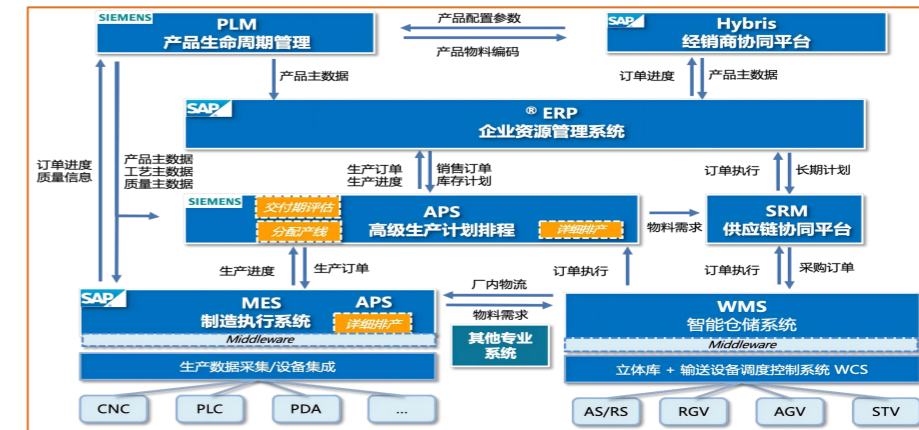 SIEMENS
PLM
产品生命周期管理
产品配置参数
产品物料编码
SAP
Hybris
经销商协同平台
产品主数据
订单进度
产品主数据
SAP
® ERP
企业资源管理系统
订单进度
质量信息
产品主数据
工艺主数据
质量主数据
生产订单
生产进度
销售订单
库存计划
订单执行
长期计划
SIEMENS
交付期评估
分配产线
APS
高级生产计划排程
详细排产
物料需求
SRM
供应链协同平台
生产进度
生产订单
订单执行
订单执行
采购订单
SAP
MES
制造执行系统
APS
详细排产
Middleware
厂内物流
物料需求
其他专业
系统
WMS
智能仓储系统
Middleware
生产数据采集/设备集成
立体库 + 输送设备调度控制系统 WCS
CNC
PLC
PDA
...
AS/RS
RGV
AGV
STV